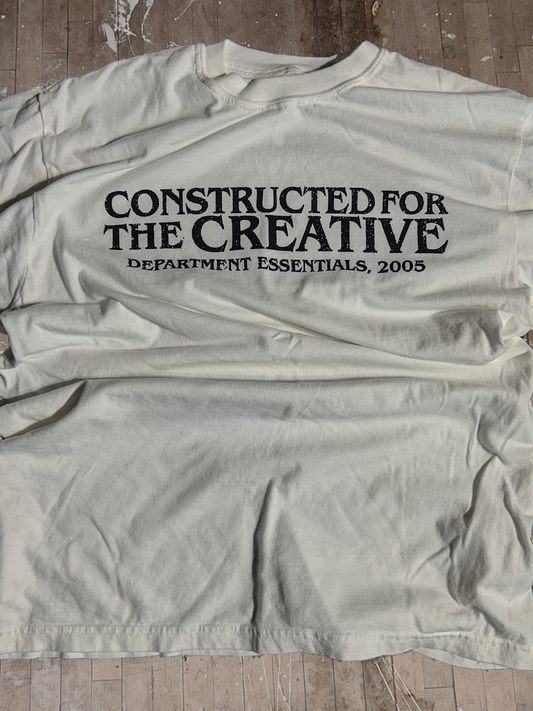 CONSTRUCTED FOR
THE CREATIVE
DEPARTMENT ESSENTIALS, 2005